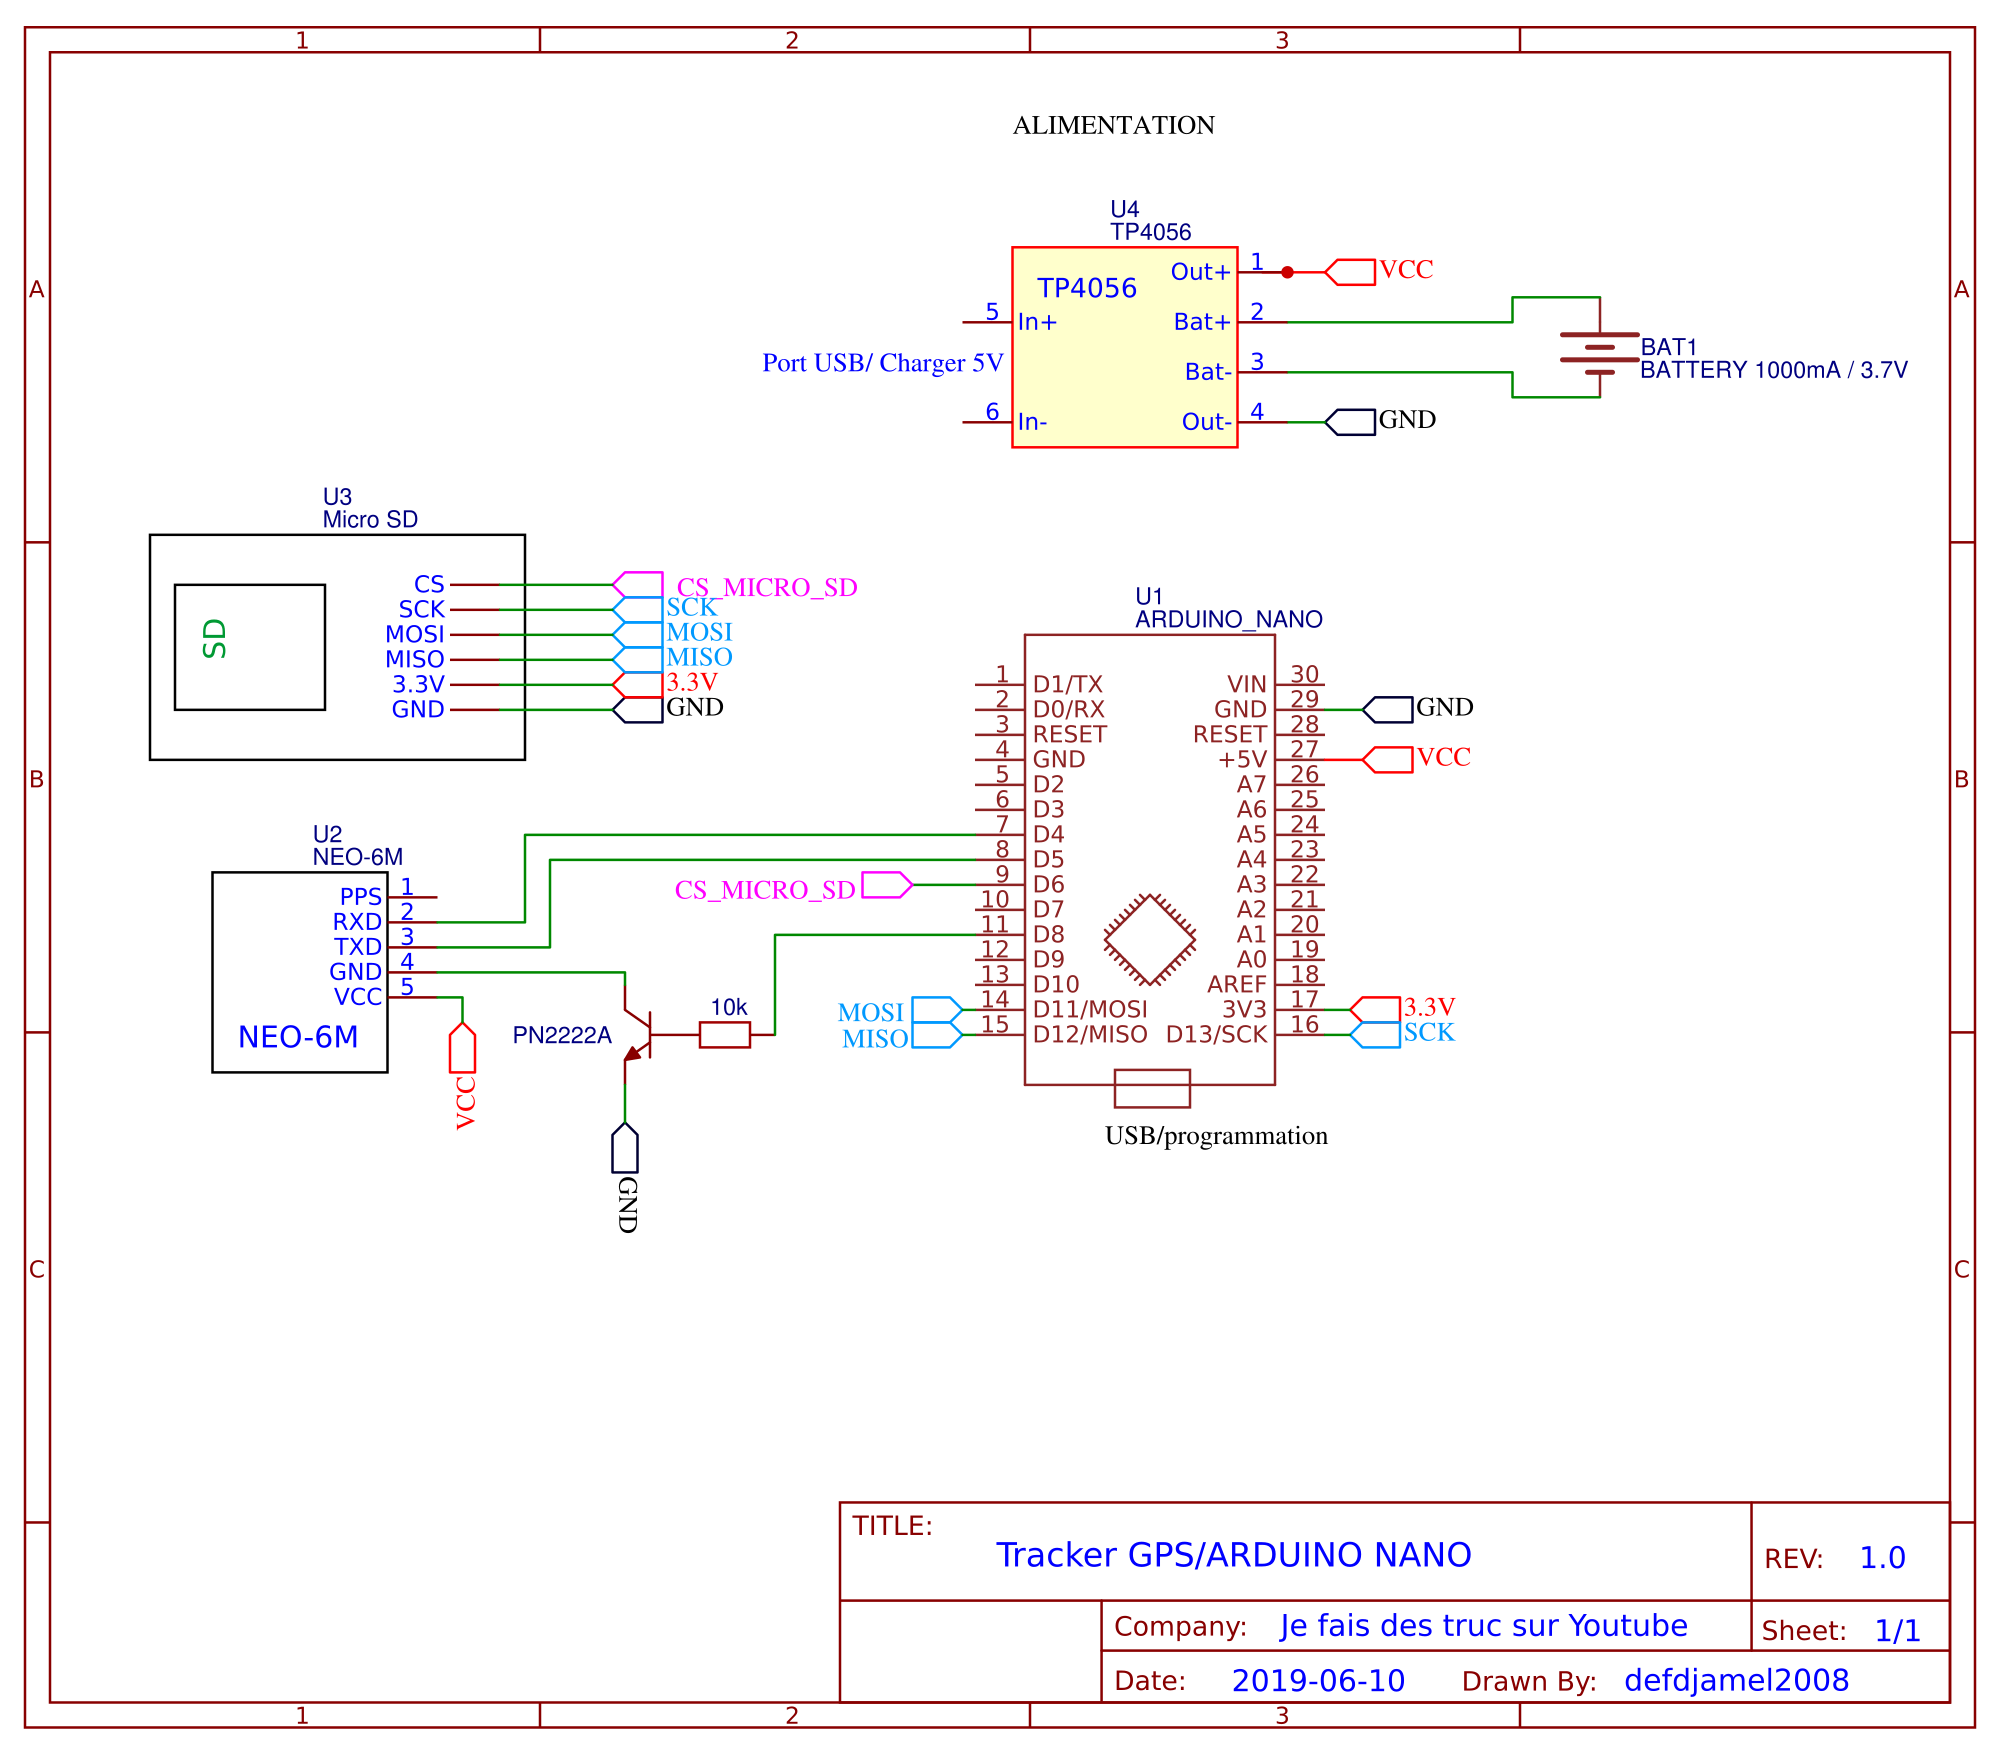 1
2
3
A
A
ALIMENTATION
U4
TP4056
TP4056
Out+
1
VCC
5
In+
Bat+
2
Port USB/ Charger 5V
Bat-
3
6
In-
Out-
4
GND
BAT1
BATTERY 1000mA / 3.7V
U3
Micro SD
SD
CS
CS_MICRO_SD
SCK
SCK
MOSI
MOSI
MISO
MISO
3.3V
3.3V
GND
GND
B
B
U1
ARDUINO_NANO
1 D1/TX VIN 30
2 D0/RX GND 29 GND
3 RESET RESET 28
4 GND +5V 27 VCC
5 D2 A7 26
6 D3 A6 25
7 D4 A5 24
8 D5 A4 23
CS_MICRO_SD 9 D6 A3 22
10 D7 A2 21
11 D8 A1 20
12 D9 A0 19
13 D10 AREF 18
MOSI 14 D11/MOSI 3V3 17 3.3V
MISO 15 D12/MISO D13/SCK 16 SCK
USB/programmation
U2
NEO-6M
PPS 1
RXD 2
TXD 3
GND 4
VCC 5
NEO-6M
VCC
PN2222A
10k
GND
C
C
TITLE:
Tracker GPS/ARDUINO NANO
REV: 1.0
Company: Je fais des truc sur Youtube
Sheet: 1/1
Date: 2019-06-10 Drawn By: defdjamel2008
1
2
3